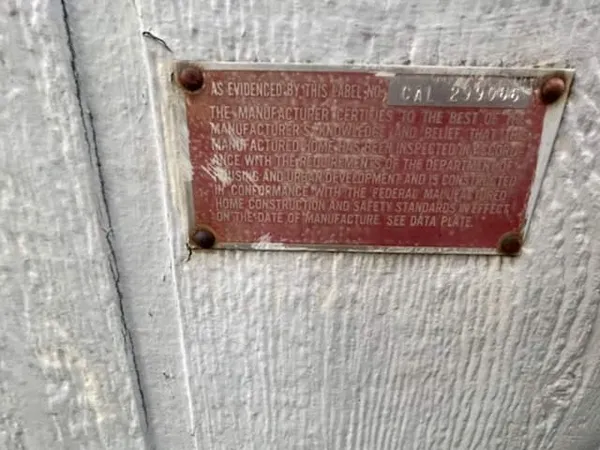 AS EVIDENCED BY THIS LABEL NO. CAL 299006
THE MANUFACTURER CERTIFIES TO THE BEST OF THE
MANUFACTURER'S KNOWLEDGE AND BELIEF THAT THIS
MANUFACTURED HOME HAS BEEN INSPECTED IN ACCORD-
ANCE WITH THE REQUIREMENTS OF THE DEPARTMENT OF
HOUSING AND URBAN DEVELOPMENT AND IS CONSTRUCTED
IN CONFORMANCE WITH THE FEDERAL MANUFACTURED
HOME CONSTRUCTION AND SAFETY STANDARDS IN EFFECT
ON THE DATE OF MANUFACTURE. SEE DATA PLATE.